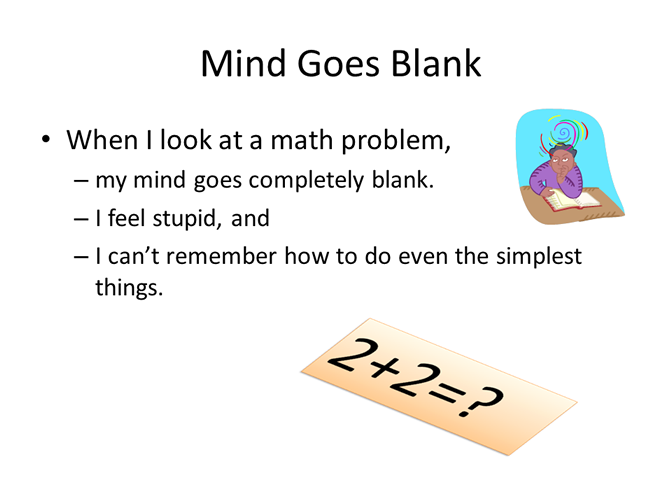 Mind Goes Blank
• When I look at a math problem,
– my mind goes completely blank.
– I feel stupid, and
– I can’t remember how to do even the simplest
things.
2+2=?